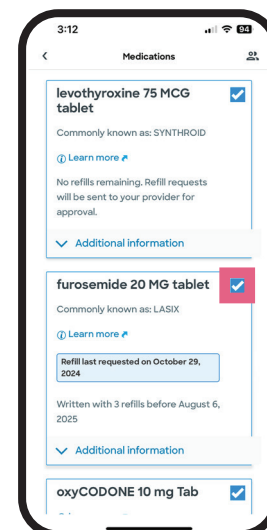 3:12
94
Medications
levothyroxine 75 MCG
tablet
Commonly known as: SYNTHROID
Learn more
No refills remaining. Refill requests
will be sent to your provider for
approval.
Additional information
furosemide 20 MG tablet
Commonly known as: LASIX
Learn more
Refill last requested on October 29,
2024
Written with 3 refills before August 6,
2025
Additional information
oxyCODONE 10 mg Tab